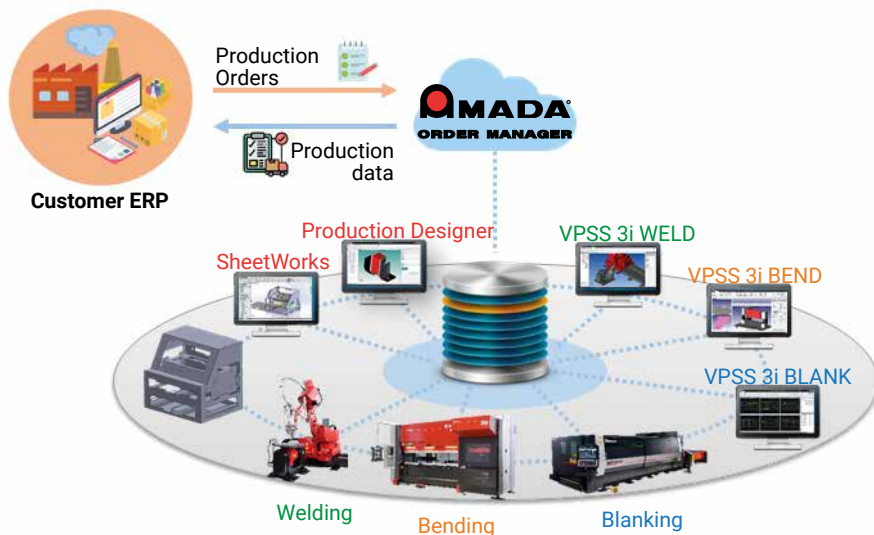 Production
Orders
AMADA
ORDER MANAGER
Production
data
Customer ERP
Production Designer
VPSS 3i WELD
SheetWorks
VPSS 3i BEND
VPSS 3i BLANK
Welding
Bending
Blanking